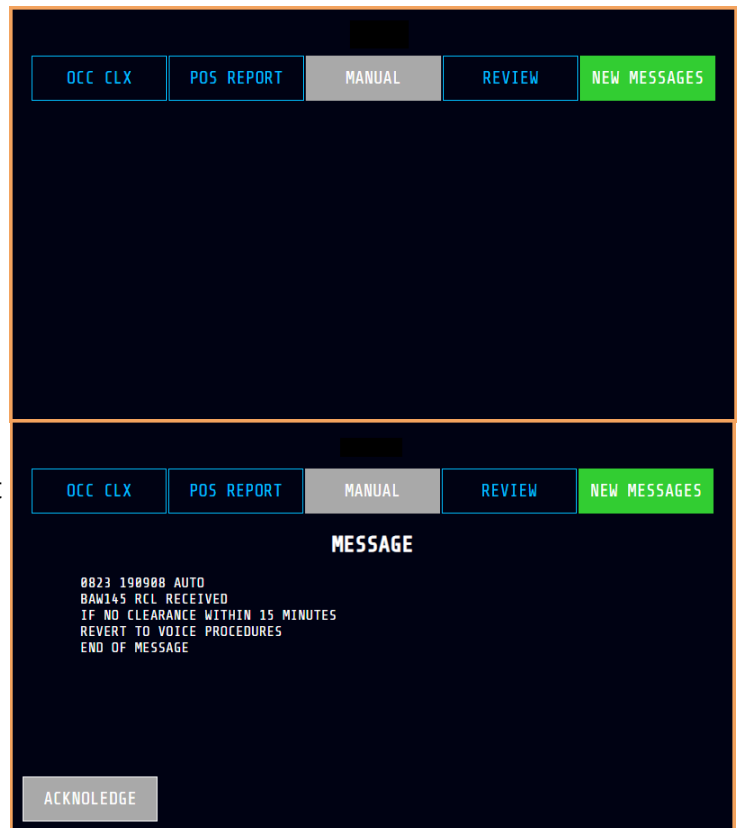 OCC CLX POS REPORT MANUAL REVIEW NEW MESSAGES
OCC CLX POS REPORT MANUAL REVIEW NEW MESSAGES
MESSAGE
0823 190908 AUTO
BAW145 RCL RECEIVED
IF NO CLEARANCE WITHIN 15 MINUTES
REVERT TO VOICE PROCEDURES
END OF MESSAGE
ACKNOLEDGE